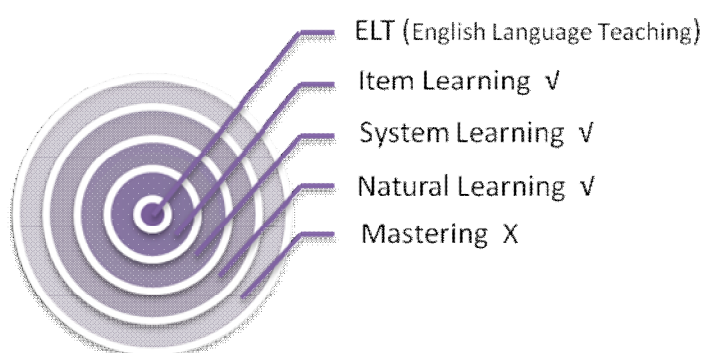 ELT (English Language Teaching)
Item Learning √
System Learning √
Natural Learning √
Mastering X